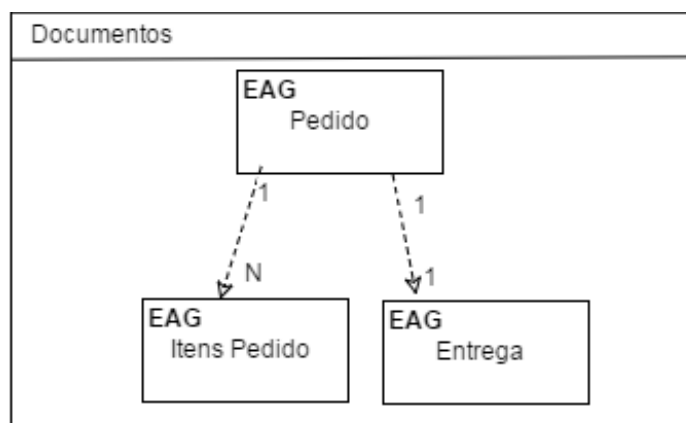 Documentos
EAG
Pedido
1
1
N
1
EAG
Itens Pedido
EAG
Entrega